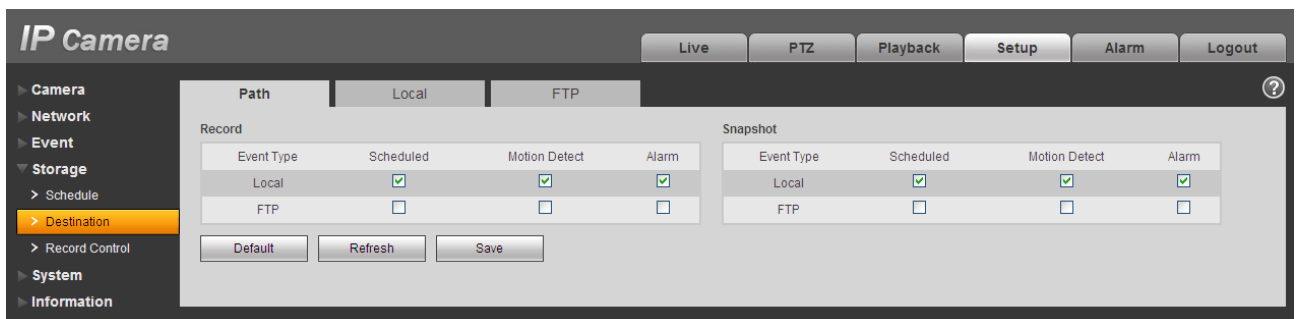 IP Camera
Live PTZ Playback Setup Alarm Logout
Camera
Network
Event
Storage
> Schedule
> Destination
> Record Control
System
Information
Path Local FTP
?
Record
Event Type Scheduled Motion Detect Alarm
Local
FTP
Snapshot
Event Type Scheduled Motion Detect Alarm
Local
FTP
Default Refresh Save